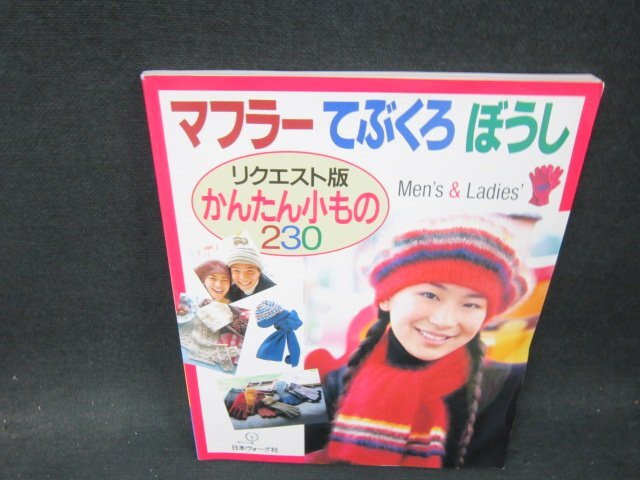 マフラー てぶくろ ぼうし
リクエスト版
かんたん小もの
230
Men's & Ladies'
日本ヴォーグ社